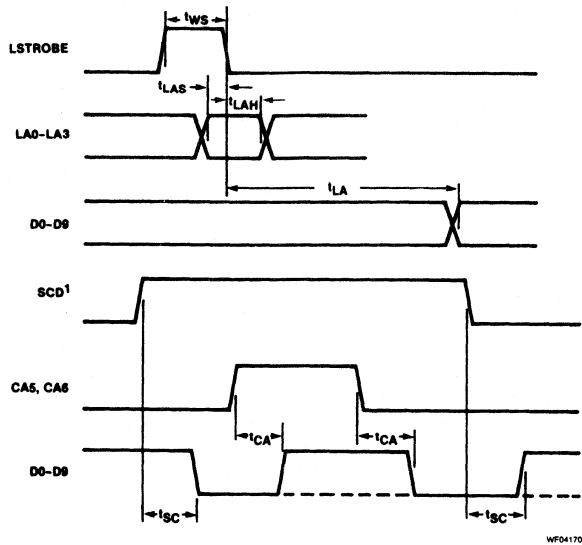 tWS
LSTROBE
tLAS
tLAH
LA0–LA3
tLA
D0–D9
SCD1
CA5, CA6
tCA
tCA
D0–D9
tSC
tSC
WF04170